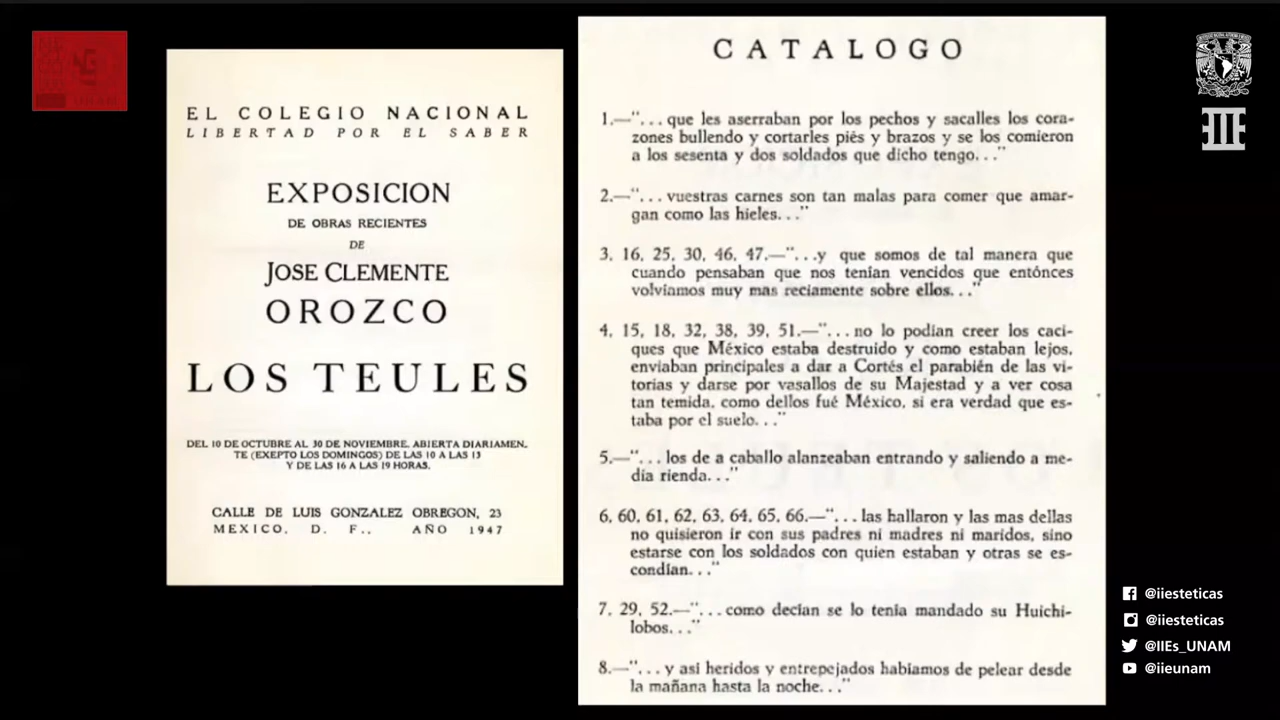 EL COLEGIO NACIONAL
LIBERTAD POR EL SABER
EXPOSICION
DE OBRAS RECIENTES
DE
JOSE CLEMENTE
OROZCO
LOS TEULES
DEL 10 DE OCTUBRE AL 30 DE NOVIEMBRE. ABIERTA DIARIAMEN.
TE (EXEPTO LOS DOMINGOS) DE LAS 10 A LAS 13
Y DE LAS 16 A LAS 19 HORAS.
CALLE DE LUIS GONZALEZ OBREGON, 23
MEXICO. D. F.. AÑO 1947
CATALOGO
1.—"...que les aserraban por los pechos y sacalles los cora-
zones bullendo y cortarles piès y brazos y se los comieron
a los sesenta y dos soldados que dicho tengo..."
2.—"...vuestras carnes son tan malas para comer que amar-
gan como las hieles..."
3, 16, 25, 30, 46, 47.—"...y que somos de tal manera que
cuando pensaban que nos tenían vencidos que entònces
volvíamos muy mas reciamente sobre ellos..."
4, 15, 18, 32, 38, 39, 51.—"...no lo podían creer los caci-
ques que México estaba destruido y como estaban lejos,
enviaban principales a dar a Cortés el parabién de las vi-
torias y darse por vasallos de su Majestad y a ver cosa
tan temida, como dellos fué México, si era verdad que es-
taba por el suelo..."
5.—"...los de a caballo alanzeaban entrando y saliendo a me-
dia rienda..."
6, 60, 61, 62, 63, 64, 65, 66.—"...las hallaron y las mas dellas
no quisieron ir con sus padres ni madres ni maridos, sino
estarse con los soldados con quien estaban y otras se es-
condían..."
7, 29, 52.—"...como decían se lo tenía mandado su Huichi-
lobos..."
8.—"...y asi heridos y entrepejados habíamos de pelear desde
la mañana hasta la noche..."
@iiesteticas
@iiesteticas
@IIEs_UNAM
@iieunam